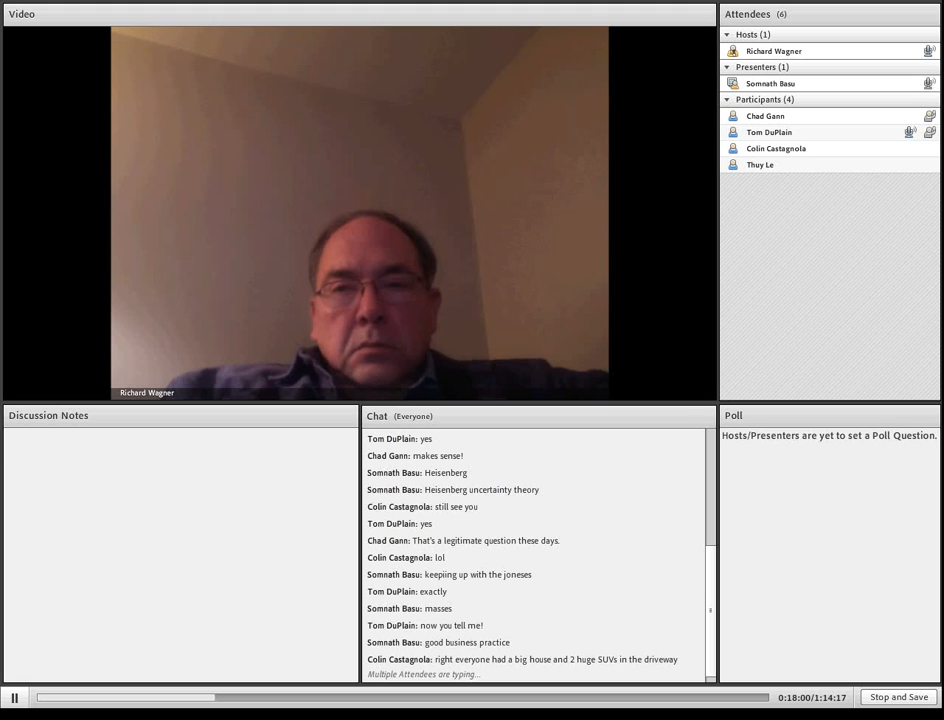 Video
Richard Wagner
Attendees (6)
Hosts (1)
Richard Wagner
Presenters (1)
Somnath Basu
Participants (4)
Chad Gann
Tom DuPlain
Colin Castagnola
Thuy Le
Discussion Notes
Chat (Everyone)
Tom DuPlain: yes
Chad Gann: makes sense!
Somnath Basu: Heisenberg
Somnath Basu: Heisenberg uncertainty theory
Colin Castagnola: still see you
Tom DuPlain: yes
Chad Gann: That's a legitimate question these days.
Colin Castagnola: lol
Somnath Basu: keepiing up with the joneses
Tom DuPlain: exactly
Somnath Basu: masses
Tom DuPlain: now you tell me!
Somnath Basu: good business practice
Colin Castagnola: right everyone had a big house and 2 huge SUVs in the driveway
Multiple Attendees are typing...
Poll
Hosts/Presenters are yet to set a Poll Question.
0:18:00/1:14:17
Stop and Save